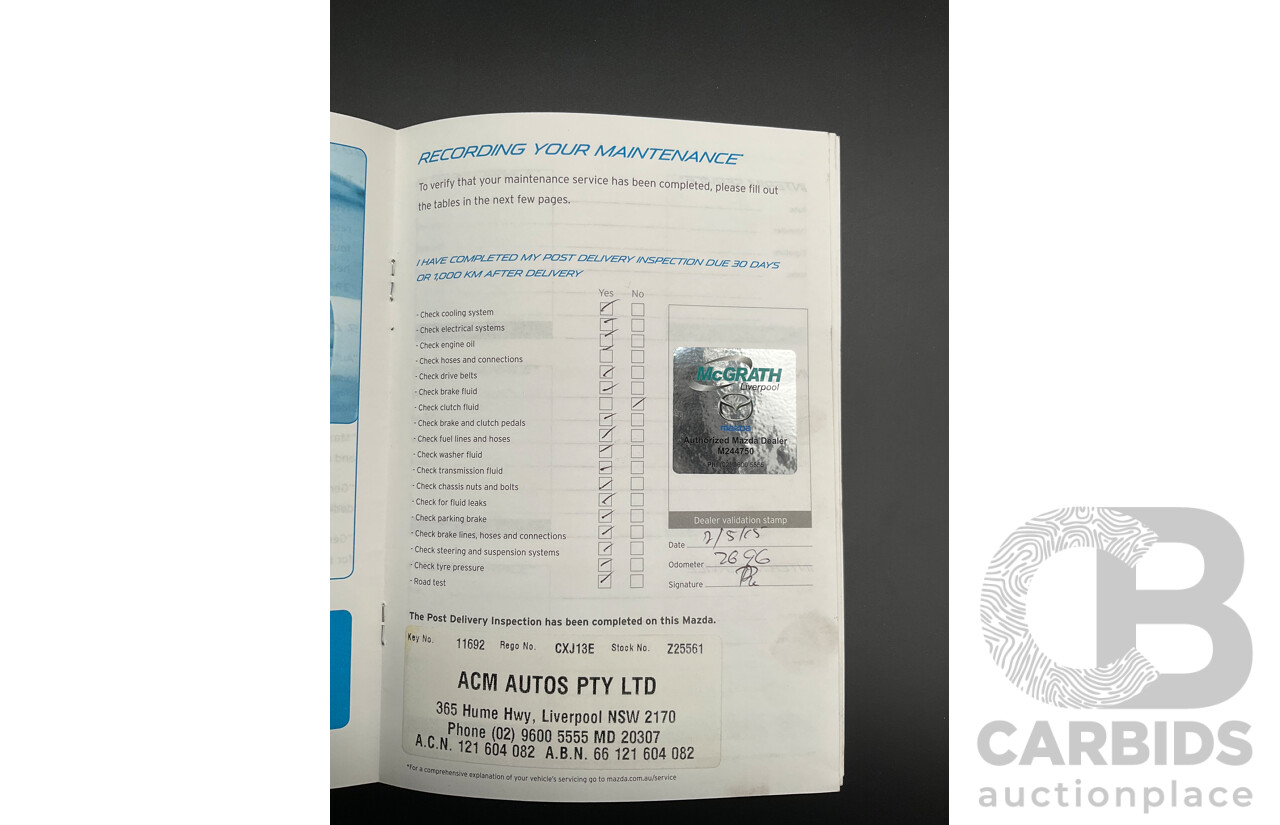 RECORDING YOUR MAINTENANCE*
To verify that your maintenance service has been completed, please fill out
the tables in the next few pages.
I HAVE COMPLETED MY POST DELIVERY INSPECTION DUE 30 DAYS
OR 1,000 KM AFTER DELIVERY
Yes No
- Check cooling system
- Check electrical systems
- Check engine oil
- Check hoses and connections
- Check drive belts
- Check brake fluid
- Check clutch fluid
- Check brake and clutch pedals
- Check fuel lines and hoses
- Check washer fluid
- Check transmission fluid
- Check chassis nuts and bolts
- Check for fluid leaks
- Check parking brake
- Check brake lines, hoses and connections
- Check steering and suspension systems
- Check tyre pressure
- Road test
McGRATH
Liverpool
mazda
Authorized Mazda Dealer
M244750
Dealer validation stamp
Date /5/15
Odometer 2696
Signature
The Post Delivery Inspection has been completed on this Mazda.
Key No. 11692 Rego No. CXJ13E Stock No. Z25561
ACM AUTOS PTY LTD
365 Hume Hwy, Liverpool NSW 2170
Phone (02) 9600 5555 MD 20307
A.C.N. 121 604 082 A.B.N. 66 121 604 082
*For a comprehensive explanation of your vehicle's servicing go to mazda.com.au/service
CB
CARBIDS
auctionplace